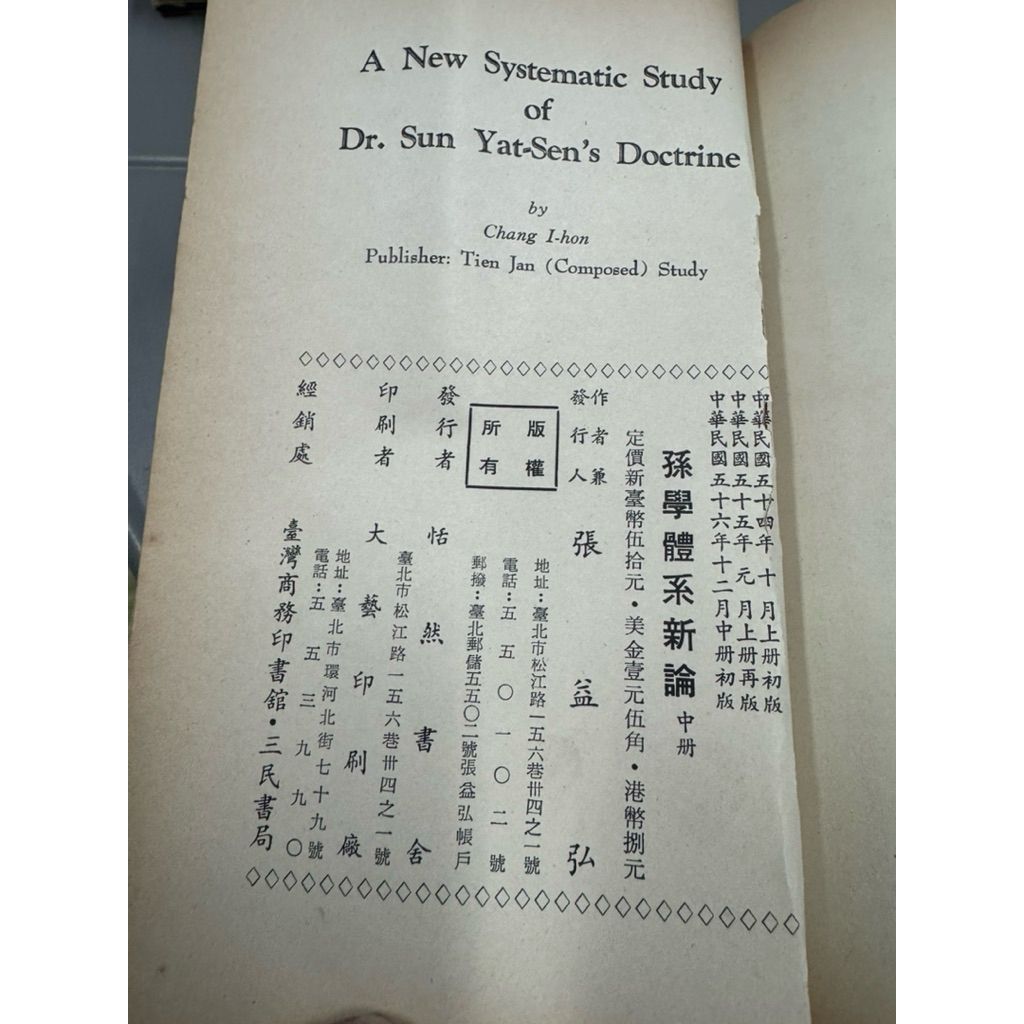 A New Systematic Study
of
Dr. Sun Yat-Sen's Doctrine
by
Chang I-hon
Publisher: Tien Jan (Composed) Study
中華民國五十四年十月上册初版
中華民國五十五年元月上册再版
中華民國五十六年十二月中册初版
孫學體系新論 中册
定價新臺幣伍拾元・美金壹元伍角・港幣捌元
作者兼
發行人 張益弘
地址：臺北市松江路一五六巷卅四之一號
電話：五五〇一〇二號
郵撥：臺北郵儲五五〇二號張益弘帳戶
版權
所有
發行者 恬然書舍
臺北市松江路一五六巷卅四之一號
印刷者 大藝印刷廠
地址：臺北市環河北街七十九號
電話：五五三九九〇
經銷處 臺灣商務印書舘・三民書局